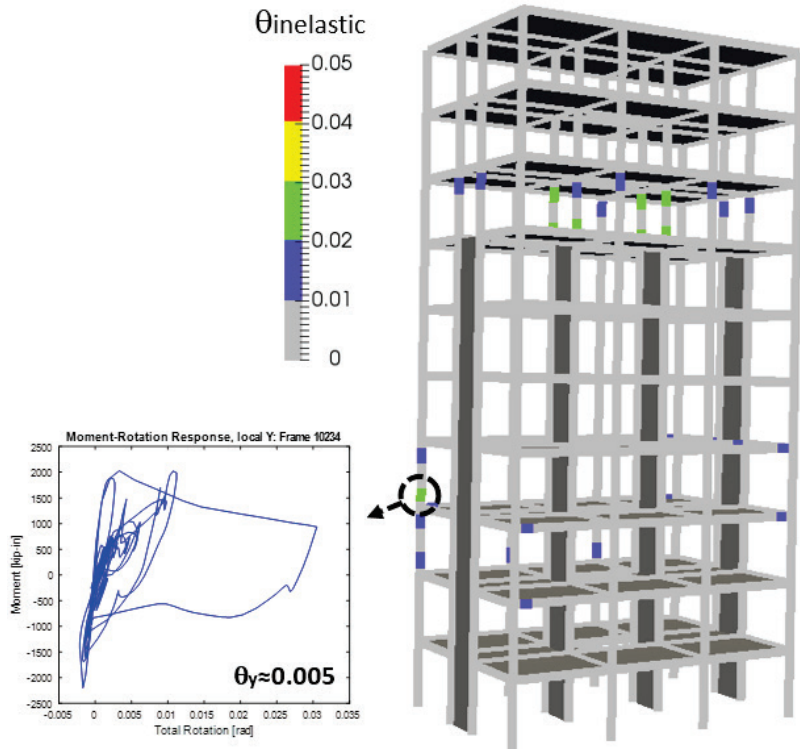 θinelastic
0.05
0.04
0.03
0.02
0.01
0
Moment-Rotation Response, local Y: Frame 10234
Moment [kip-in]
2500
2000
1500
1000
500
0
-500
-1000
-1500
-2000
-2500
θy≈0.005
-0.005 0 0.005 0.01 0.015 0.02 0.025 0.03 0.035
Total Rotation [rad]